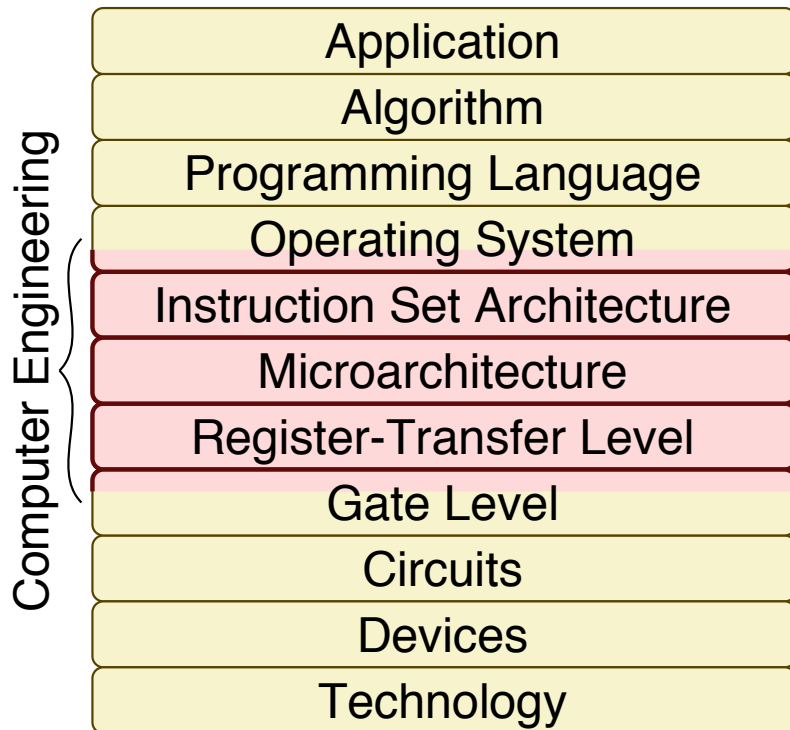 Computer Engineering
Application
Algorithm
Programming Language
Operating System
Instruction Set Architecture
Microarchitecture
Register-Transfer Level
Gate Level
Circuits
Devices
Technology